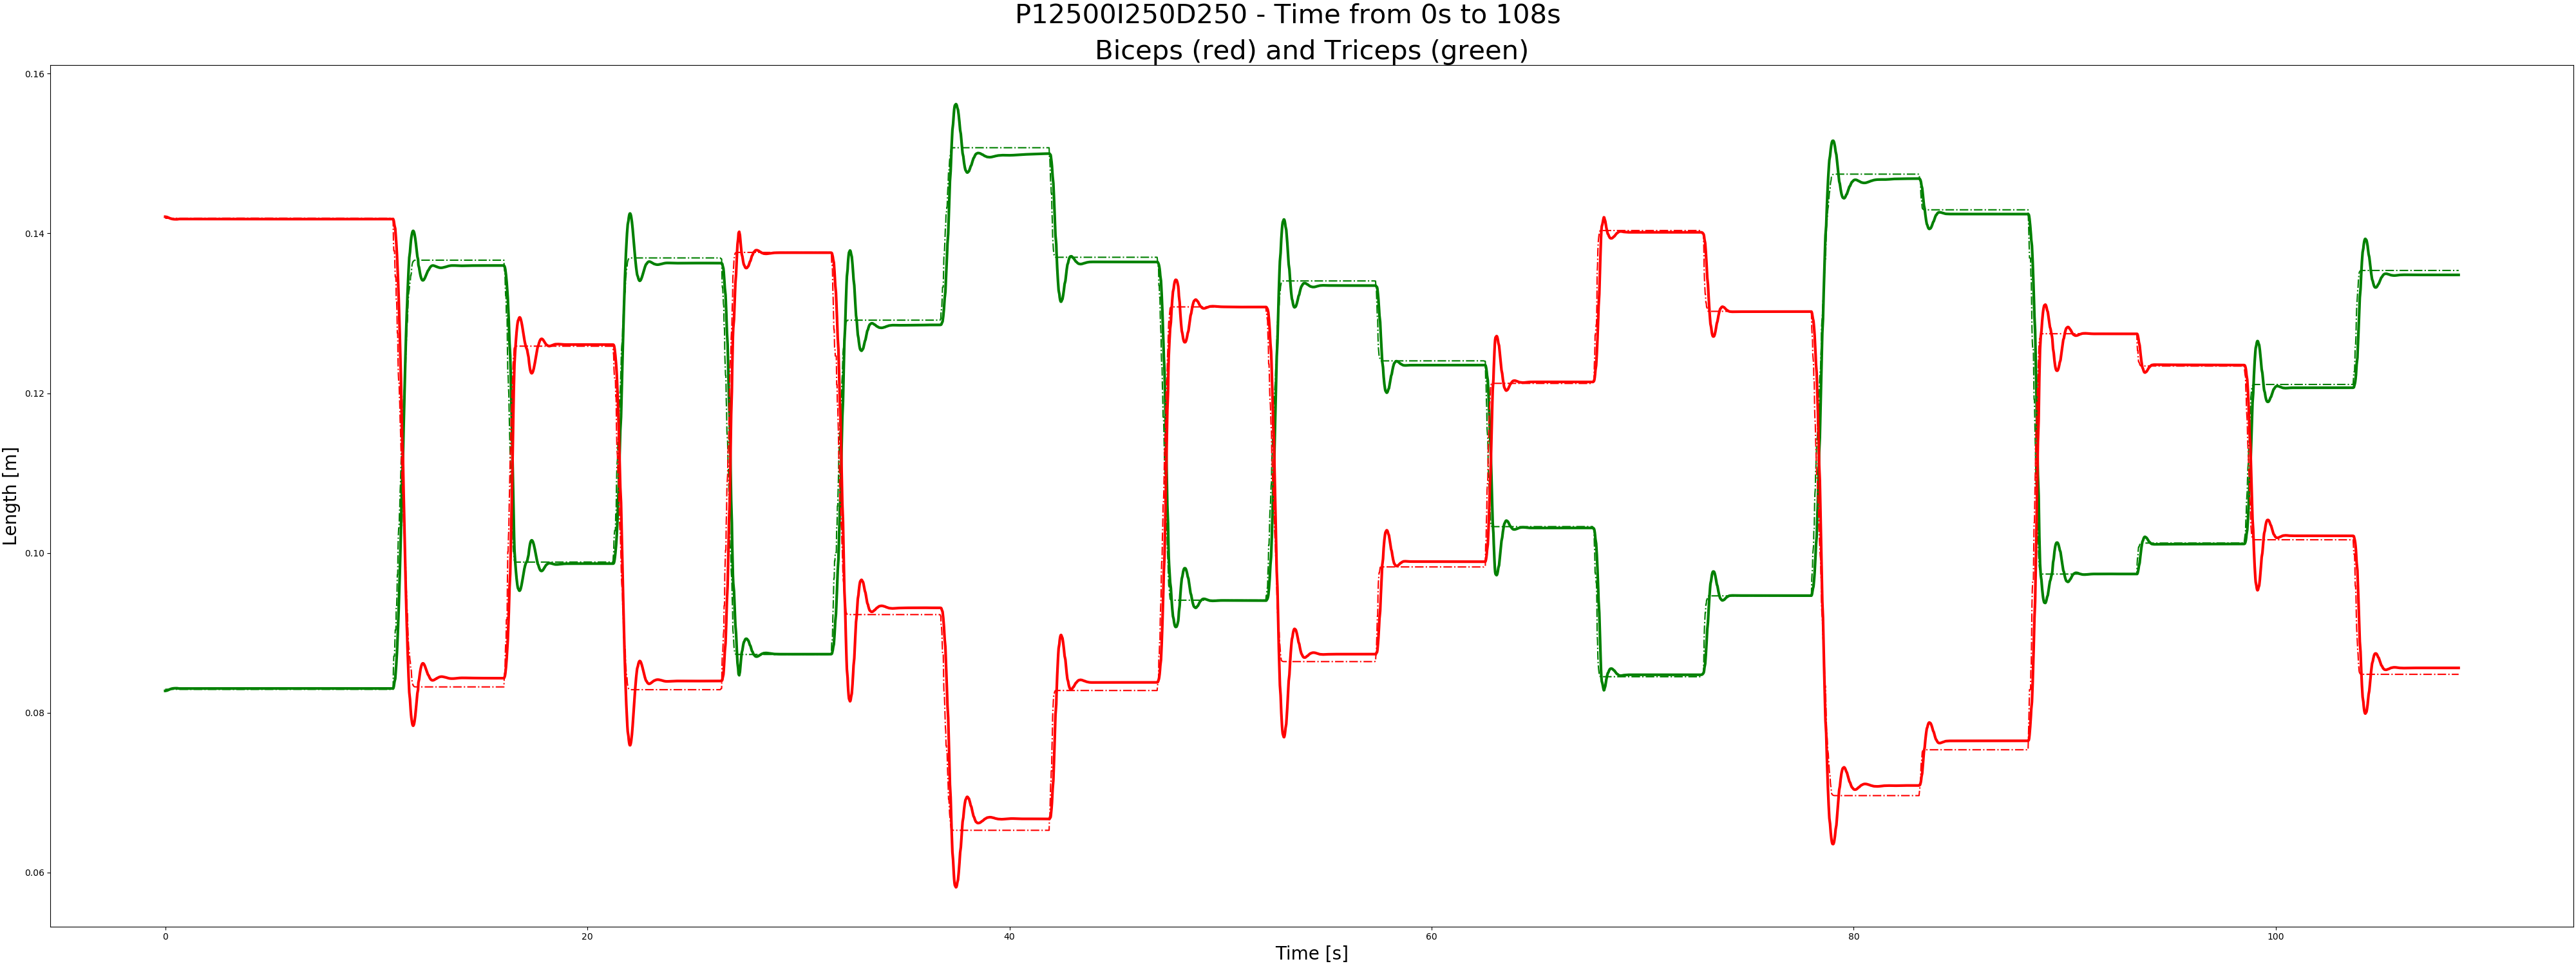 P12500I250D250 - Time from 0s to 108s
Biceps (red) and Triceps (green)
0.16
0.14
0.12
0.10
0.08
0.06
Length [m]
0 20 40 60 80 100
Time [s]